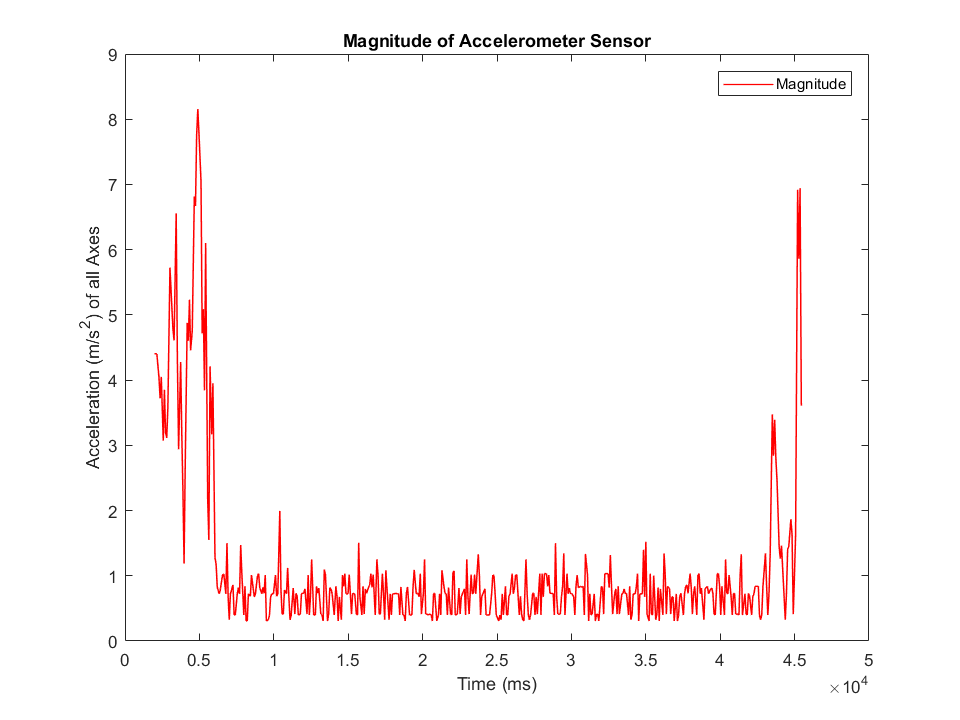 Magnitude of Accelerometer Sensor
Magnitude
Acceleration (m/s²) of all Axes
9
8
7
6
5
4
3
2
1
0
0 0.5 1 1.5 2 2.5 3 3.5 4 4.5 5
Time (ms)
×10⁴